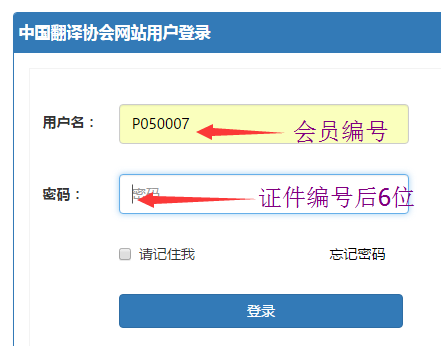 中国翻译协会网站用户登录
用户名： P050007 会员编号
密码： 密码 证件编号后6位
请记住我 忘记密码
登录